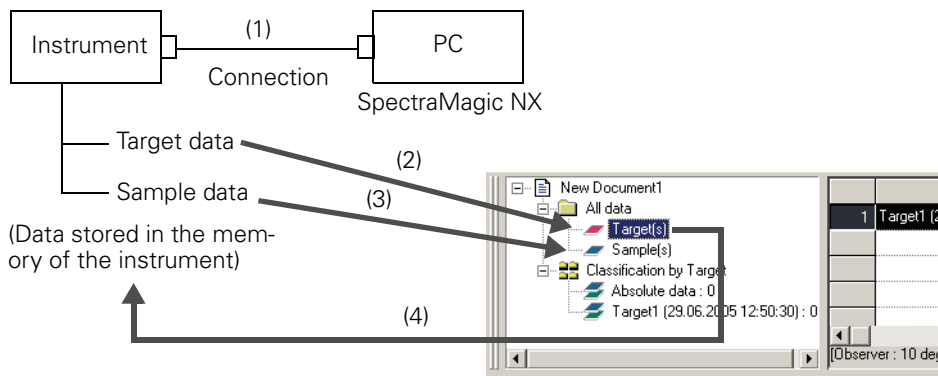 (1)
Instrument
PC
Connection
SpectraMagic NX
Target data
(2)
Sample data
(3)
(Data stored in the mem-
ory of the instrument)
(4)
New Document1
All data
Target(s)
Sample(s)
Classification by Target
Absolute data : 0
Target1 (29.06.2005 12:50:30) : 0
1 Target1 (2
[Observer : 10 deg